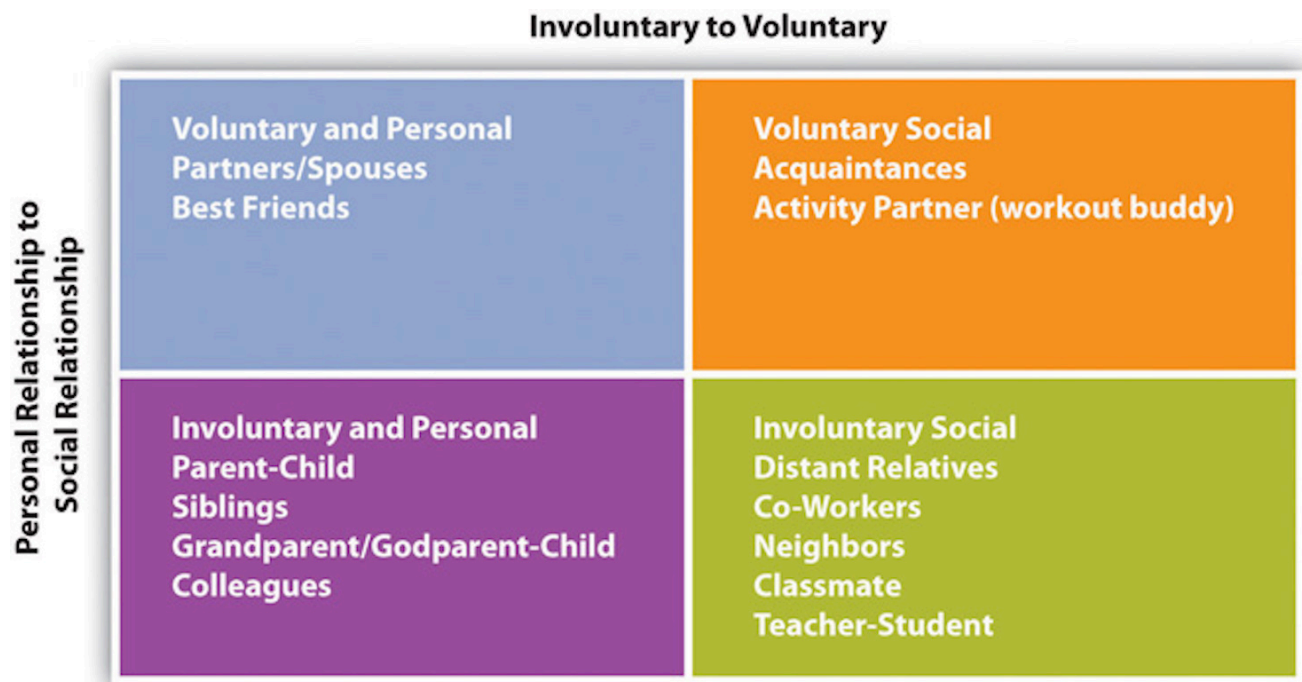 Involuntary to Voluntary
Personal Relationship to
Social Relationship
Voluntary and Personal
Partners/Spouses
Best Friends
Voluntary Social
Acquaintances
Activity Partner (workout buddy)
Involuntary and Personal
Parent-Child
Siblings
Grandparent/Godparent-Child
Colleagues
Involuntary Social
Distant Relatives
Co-Workers
Neighbors
Classmate
Teacher-Student